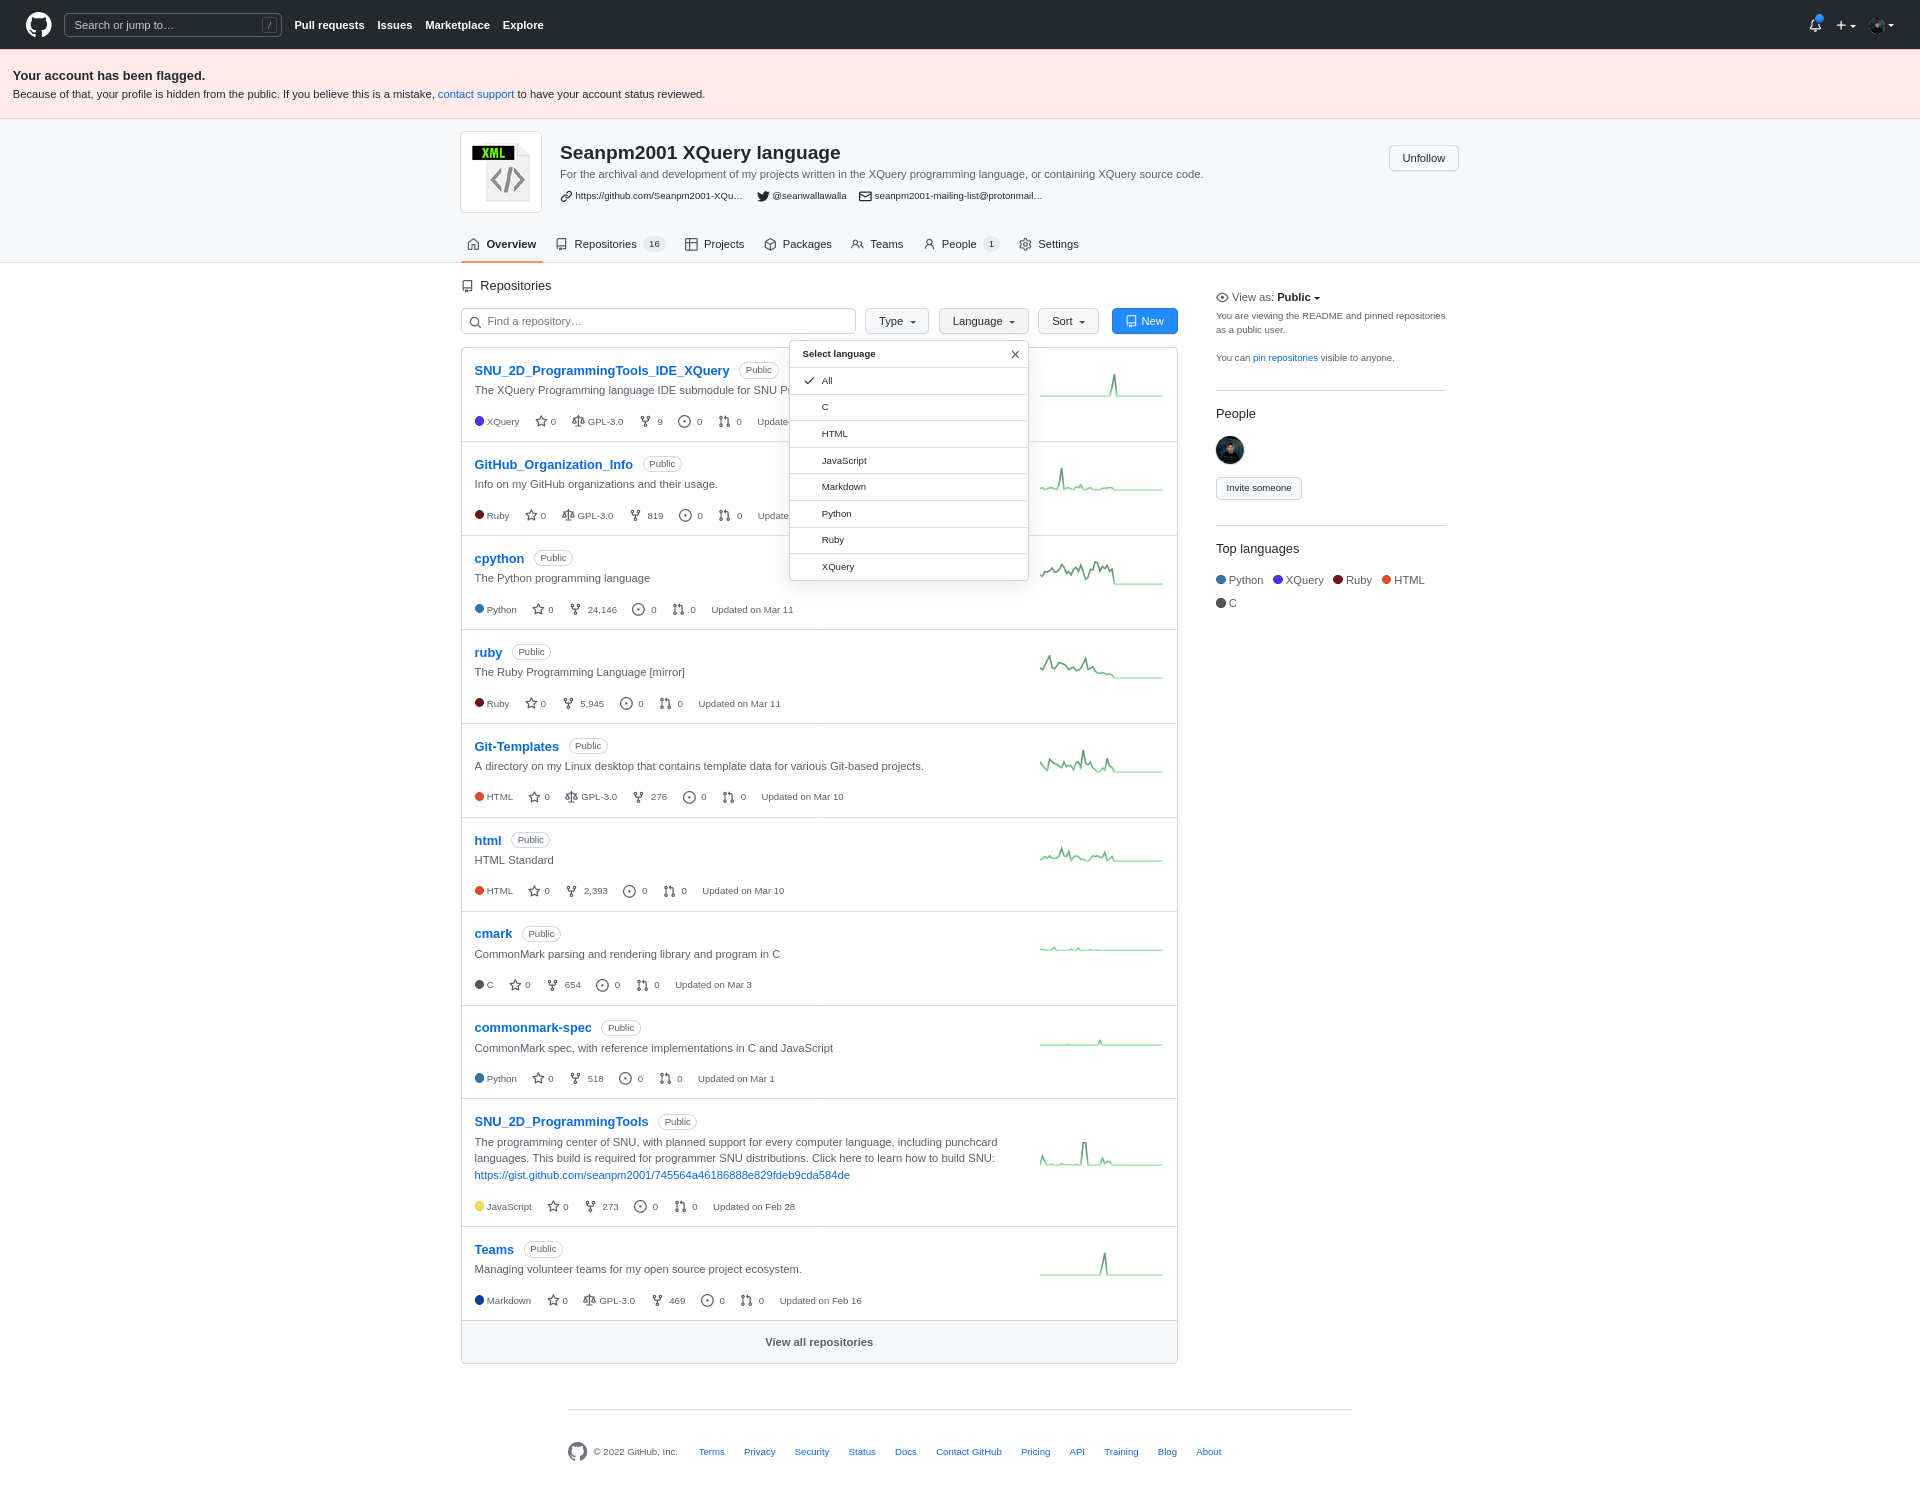 Search or jump to… /
Pull requests Issues Marketplace Explore
Your account has been flagged.
Because of that, your profile is hidden from the public. If you believe this is a mistake, contact support to have your account status reviewed.
XML
Seanpm2001 XQuery language
For the archival and development of my projects written in the XQuery programming language, or containing XQuery source code.
https://github.com/Seanpm2001-XQu… @seanwallawalla seanpm2001-mailing-list@protonmail…
Unfollow
Overview Repositories 16 Projects Packages Teams People 1 Settings
Repositories
Find a repository… Type Language Sort New
Select language
All
C
HTML
JavaScript
Markdown
Python
Ruby
XQuery
SNU_2D_ProgrammingTools_IDE_XQuery Public
The XQuery Programming language IDE submodule for SNU
XQuery 0 GPL-3.0 9 0 0
GitHub_Organization_Info Public
Info on my GitHub organizations and their usage.
Ruby 0 GPL-3.0 819 0 0
cpython Public
The Python programming language
Python 0 24,146 0 0 Updated on Mar 11
ruby Public
The Ruby Programming Language [mirror]
Ruby 0 5,945 0 0 Updated on Mar 11
Git-Templates Public
A directory on my Linux desktop that contains template data for various Git-based projects.
HTML 0 GPL-3.0 276 0 0 Updated on Mar 10
html Public
HTML Standard
HTML 0 2,393 0 0 Updated on Mar 10
cmark Public
CommonMark parsing and rendering library and program in C
C 0 654 0 0 Updated on Mar 3
commonmark-spec Public
CommonMark spec, with reference implementations in C and JavaScript
Python 0 518 0 0 Updated on Mar 1
SNU_2D_ProgrammingTools Public
The programming center of SNU, with planned support for every computer language, including punchcard
languages. This build is required for programmer SNU distributions. Click here to learn how to build SNU:
https://gist.github.com/seanpm2001/745564a46186888e829fdeb9cda584de
JavaScript 0 273 0 0 Updated on Feb 28
Teams Public
Managing volunteer teams for my open source project ecosystem.
Markdown 0 GPL-3.0 469 0 0 Updated on Feb 16
View all repositories
View as: Public
You are viewing the README and pinned repositories
as a public user.
You can pin repositories visible to anyone.
People
Invite someone
Top languages
Python XQuery Ruby HTML
C
© 2022 GitHub, Inc. Terms Privacy Security Status Docs Contact GitHub Pricing API Training Blog About